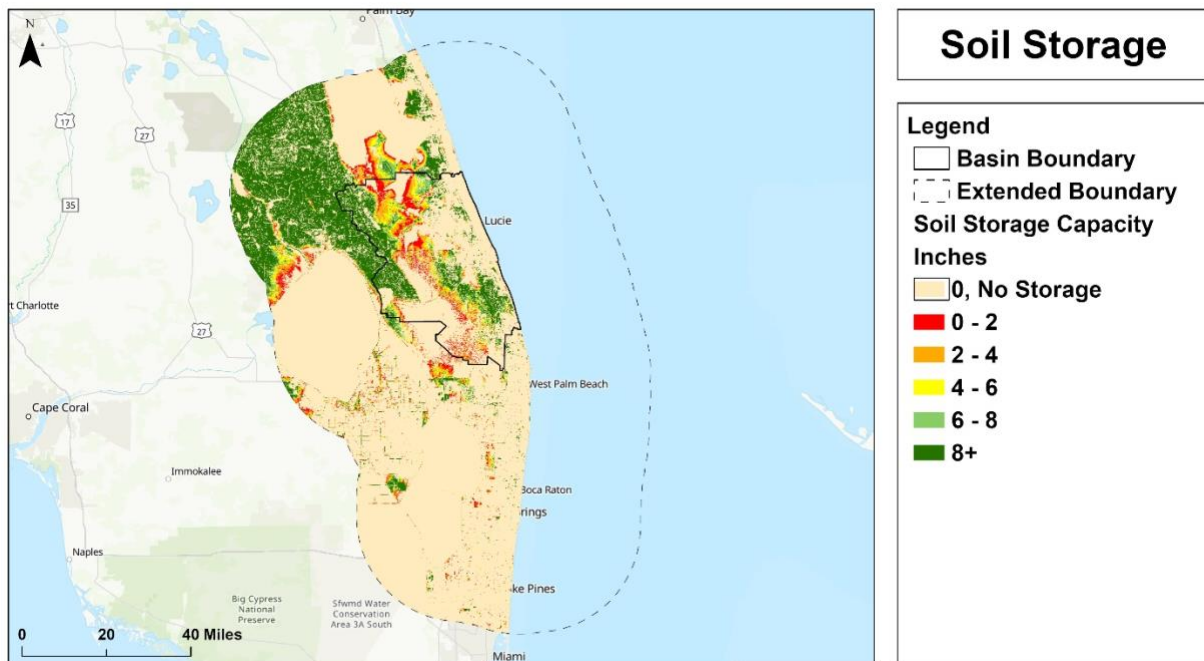 Palm Bay
N
17
27
35
Lucie
rt Charlotte
27
West Palm Beach
Cape Coral
Immokalee
Boca Raton
rings
Naples
ke Pines
Big Cypress
National
Preserve
Sfwmd Water
Conservation
Area 3A South
0 20 40 Miles
Miami
Soil Storage
Legend
Basin Boundary
Extended Boundary
Soil Storage Capacity
Inches
0, No Storage
0 - 2
2 - 4
4 - 6
6 - 8
8+